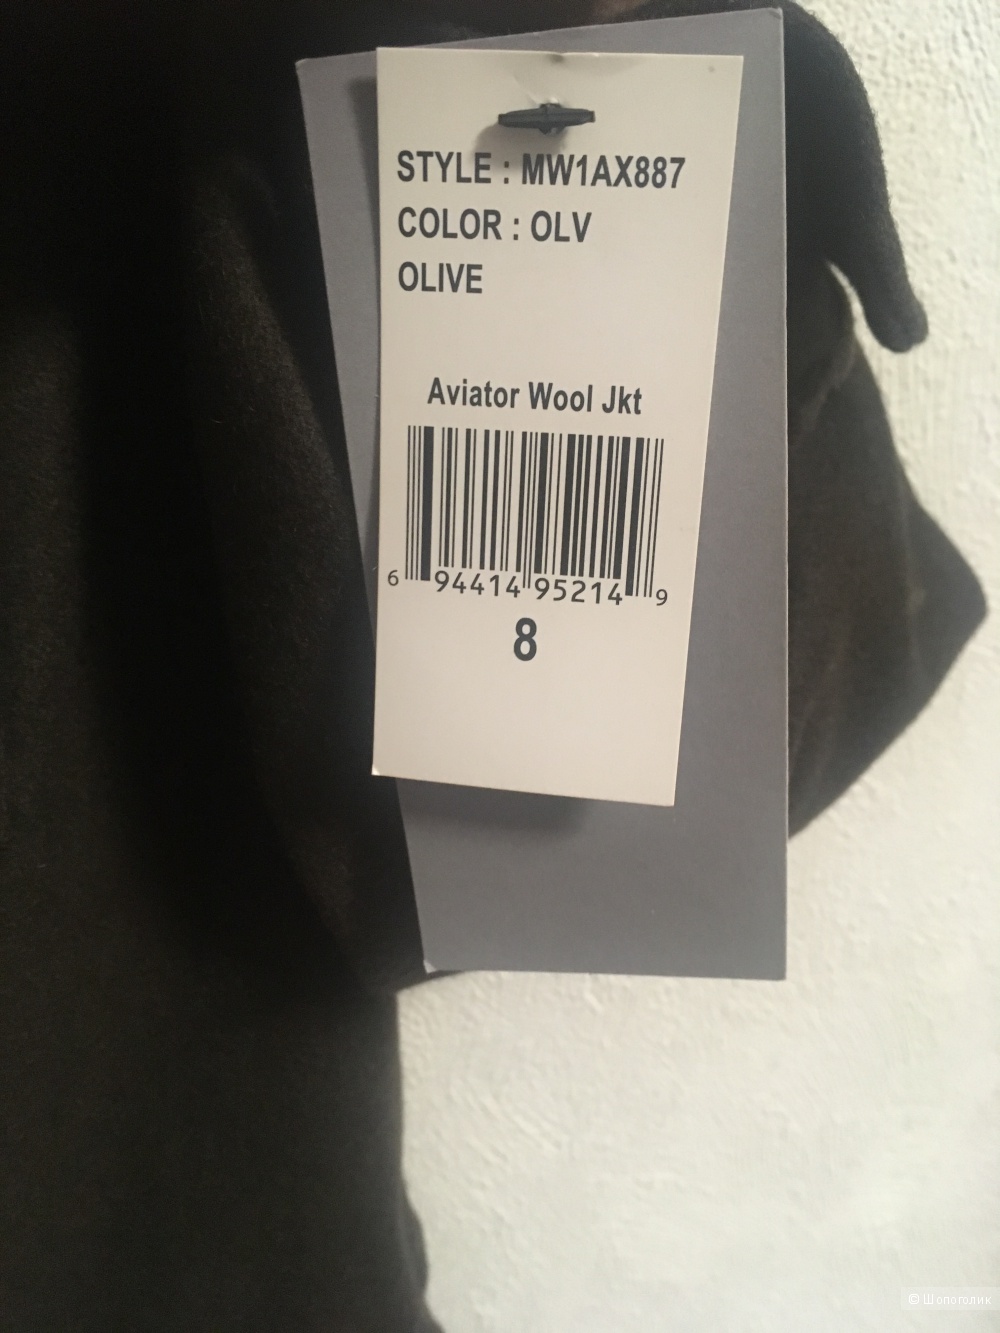 STYLE : MW1AX887
COLOR : OLV
OLIVE
Aviator Wool Jkt
6 94414 95214 9
8
© Шопоголик